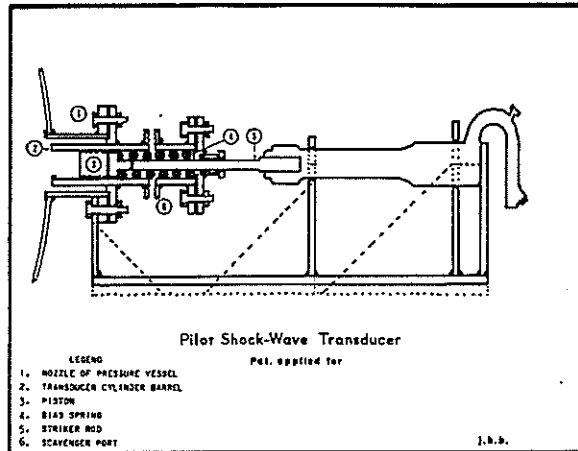 1
2
3
4
5
6
Pilot Shock-Wave Transducer
Pat. applied for
LEGEND
1. NOZZLE OF PRESSURE VESSEL
2. TRANSDUCER CYLINDER BARREL
3. PISTON
4. BIAS SPRING
5. STRIKER ROD
6. SCAVENGER PORT
j.h.b.